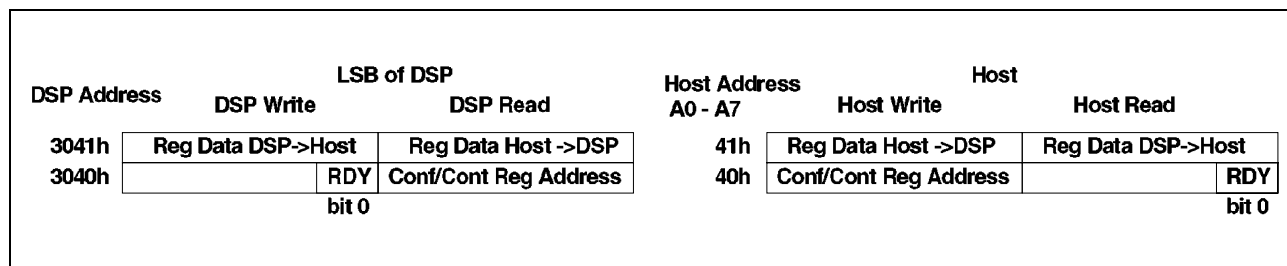 LSB of DSP Host
DSP Address DSP Write DSP Read Host Address A0 - A7 Host Write Host Read
3041h Reg Data DSP->Host Reg Data Host ->DSP 41h Reg Data Host ->DSP Reg Data DSP->Host
3040h RDY Conf/Cont Reg Address 40h Conf/Cont Reg Address RDY
bit 0 bit 0